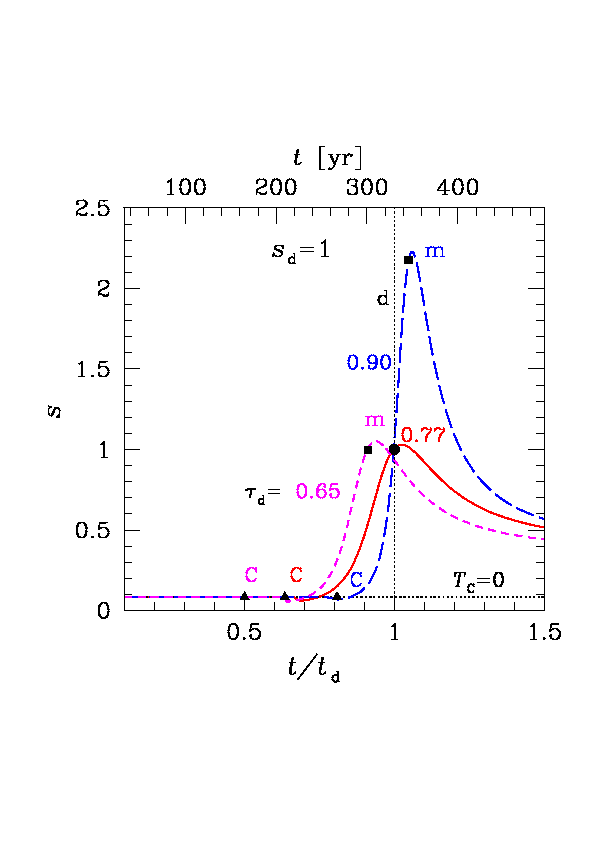 t [yr]
100 200 300 400
2.5
s_d=1
m
2
d
1.5
0.90
s
m
0.77
1
τ_d= 0.65
0.5
C C C T_C=0
0
0.5 1 1.5
t/t_d